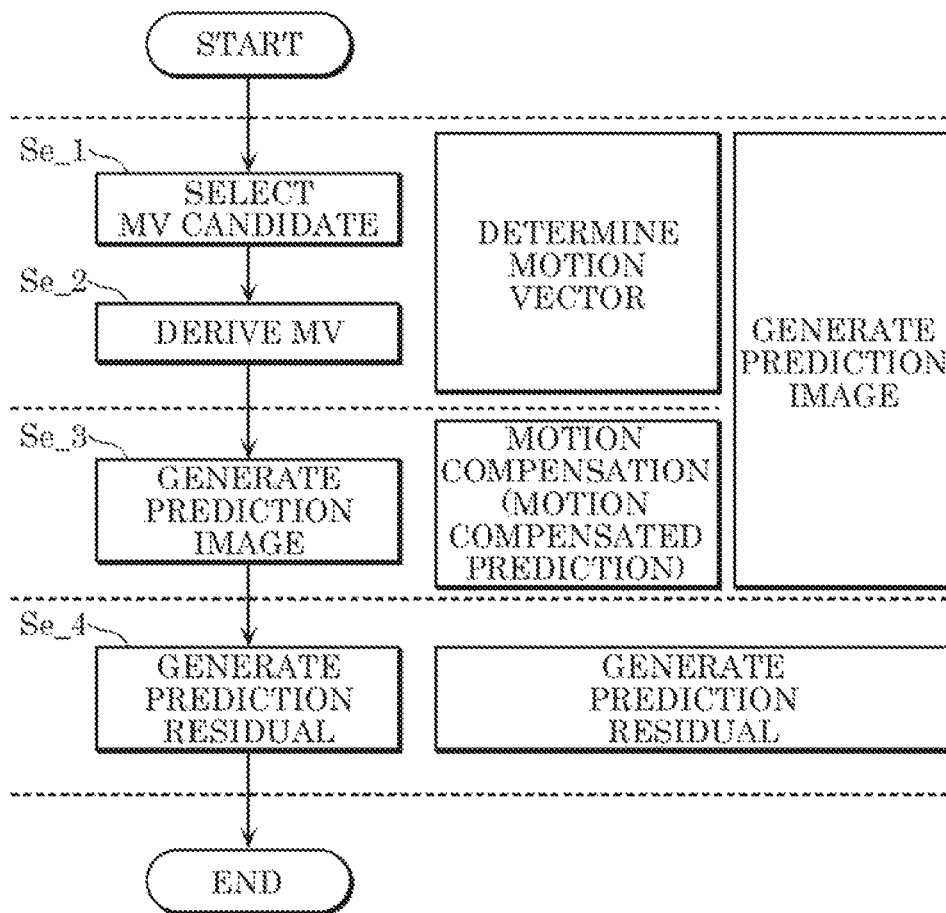 START
Se_1
SELECT
MV CANDIDATE
DETERMINE
MOTION
VECTOR
Se_2
DERIVE MV
GENERATE
PREDICTION
IMAGE
Se_3
GENERATE
PREDICTION
IMAGE
MOTION
COMPENSATION
(MOTION
COMPENSATED
PREDICTION)
Se_4
GENERATE
PREDICTION
RESIDUAL
GENERATE
PREDICTION
RESIDUAL
END